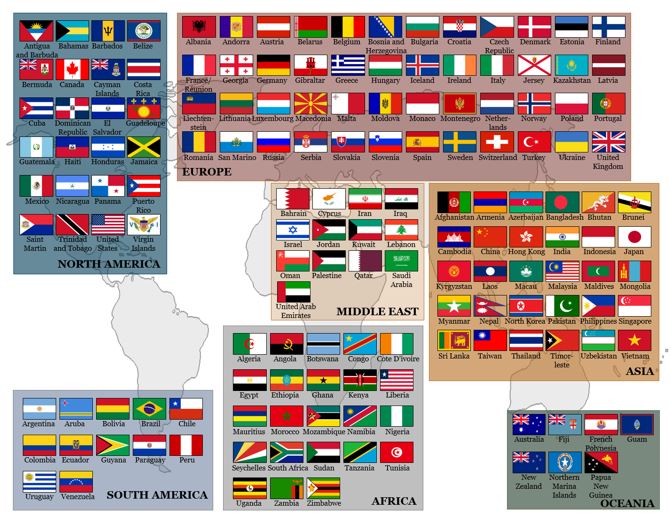 Antigua and Barbuda
Bahamas
Barbados
Belize
Bermuda
Canada
Cayman Islands
Costa Rica
Cuba
Dominican Republic
El Salvador
Guadeloupe
Guatemala
Haiti
Honduras
Jamaica
Mexico
Nicaragua
Panama
Puerto Rico
Saint Martin
Trinidad and Tobago
United States
Virgin Islands
NORTH AMERICA
Albania
Andorra
Austria
Belarus
Belgium
Bosnia and Herzegovina
Bulgaria
Croatia
Czech Republic
Denmark
Estonia
Finland
France/ Réunion
Georgia
Germany
Gibraltar
Greece
Hungary
Iceland
Ireland
Italy
Jersey
Kazakhstan
Latvia
Liechten- stein
Lithuania
Luxembourg
Macedonia
Malta
Moldova
Monaco
Montenegro
Nether- lands
Norway
Poland
Portugal
Romania
San Marino
Russia
Serbia
Slovakia
Slovenia
Spain
Sweden
Switzerland
Turkey
Ukraine
United Kingdom
EUROPE
Bahrain
Cyprus
Iran
Iraq
Israel
Jordan
Kuwait
Lebanon
Oman
Palestine
Qatar
Saudi Arabia
United Arab Emirates
MIDDLE EAST
Afghanistan
Armenia
Azerbaijan
Bangladesh
Bhutan
Brunei
Cambodia
China
Hong Kong
India
Indonesia
Japan
Kyrgyzstan
Laos
Macau
Malaysia
Maldives
Mongolia
Myanmar
Nepal
North Korea
Pakistan
Philippines
Singapore
Sri Lanka
Taiwan
Thailand
Timor- leste
Uzbekistan
Vietnam
ASIA
Algeria
Angola
Botswana
Congo
Cote D'ivoire
Egypt
Ethiopia
Ghana
Kenya
Liberia
Mauritius
Morocco
Mozambique
Namibia
Nigeria
Seychelles
South Africa
Sudan
Tanzania
Tunisia
Uganda
Zambia
Zimbabwe
AFRICA
Argentina
Aruba
Bolivia
Brazil
Chile
Colombia
Ecuador
Guyana
Paraguay
Peru
Uruguay
Venezuela
SOUTH AMERICA
Australia
Fiji
French Polynesia
Guam
New Zealand
Northern Marina Islands
Papua New Guinea
OCEANIA